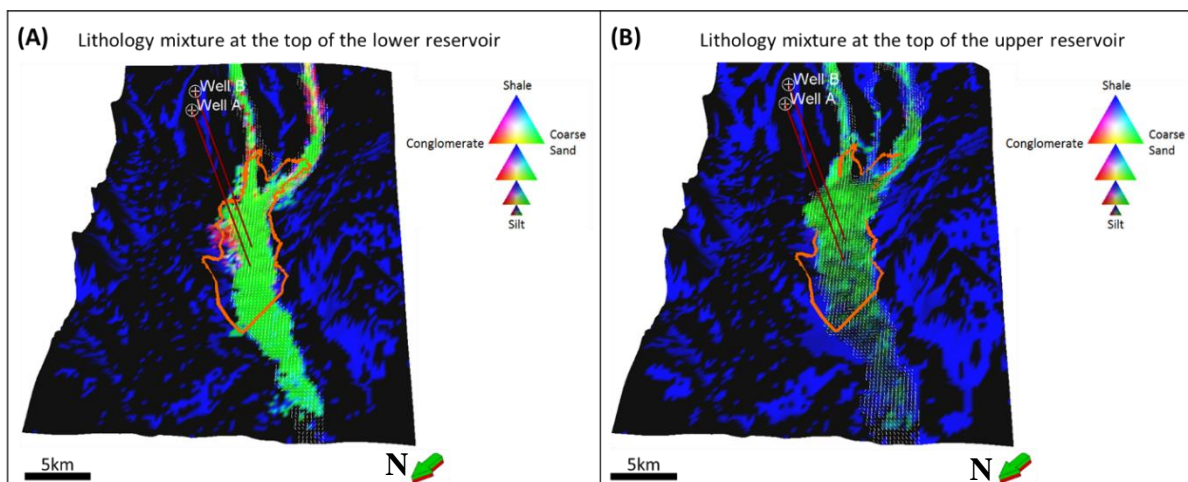 (A) Lithology mixture at the top of the lower reservoir
Well B
Well A
Shale
Conglomerate
Coarse
Sand
Silt
5km
N
(B) Lithology mixture at the top of the upper reservoir
Well B
Well A
Shale
Conglomerate
Coarse
Sand
Silt
5km
N